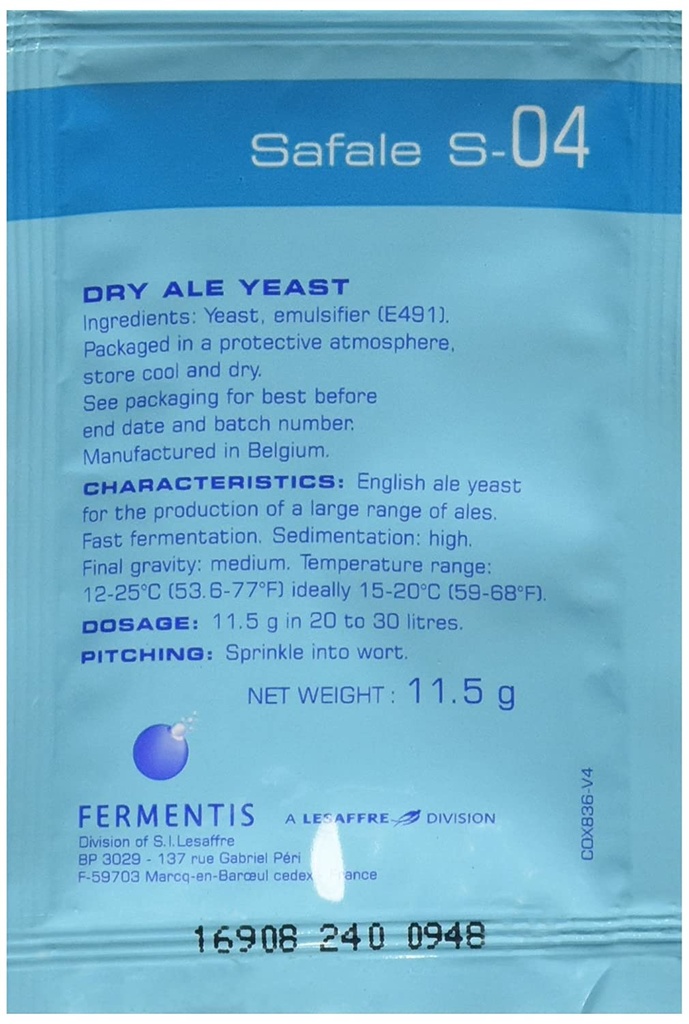 Safale S-04
DRY ALE YEAST
Ingredients: Yeast, emulsifier (E491).
Packaged in a protective atmosphere,
store cool and dry.
See packaging for best before
end date and batch number.
Manufactured in Belgium.
CHARACTERISTICS: English ale yeast
for the production of a large range of ales.
Fast fermentation. Sedimentation: high.
Final gravity: medium. Temperature range:
12-25°C (53.6-77°F) ideally 15-20°C (59-68°F).
DOSAGE: 11.5 g in 20 to 30 litres.
PITCHING: Sprinkle into wort.
NET WEIGHT : 11.5 g
FERMENTIS A LESAFFRE DIVISION
Division of S.I.Lesaffre
BP 3029 - 137 rue Gabriel Péri
F-59703 Marcq-en-Barœul cedex
COX836-V4
16908 240 0948